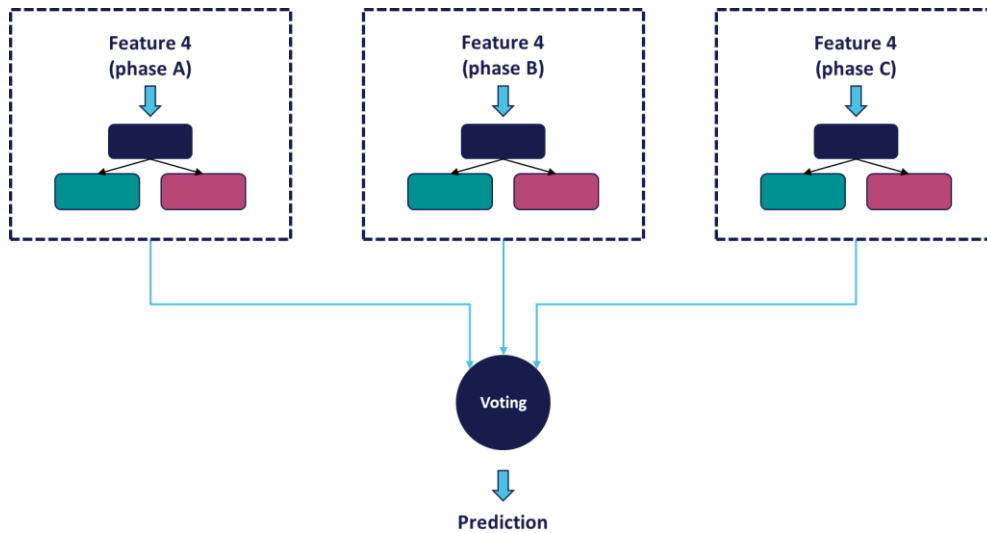 Feature 4
(phase A)
Feature 4
(phase B)
Feature 4
(phase C)
Voting
Prediction